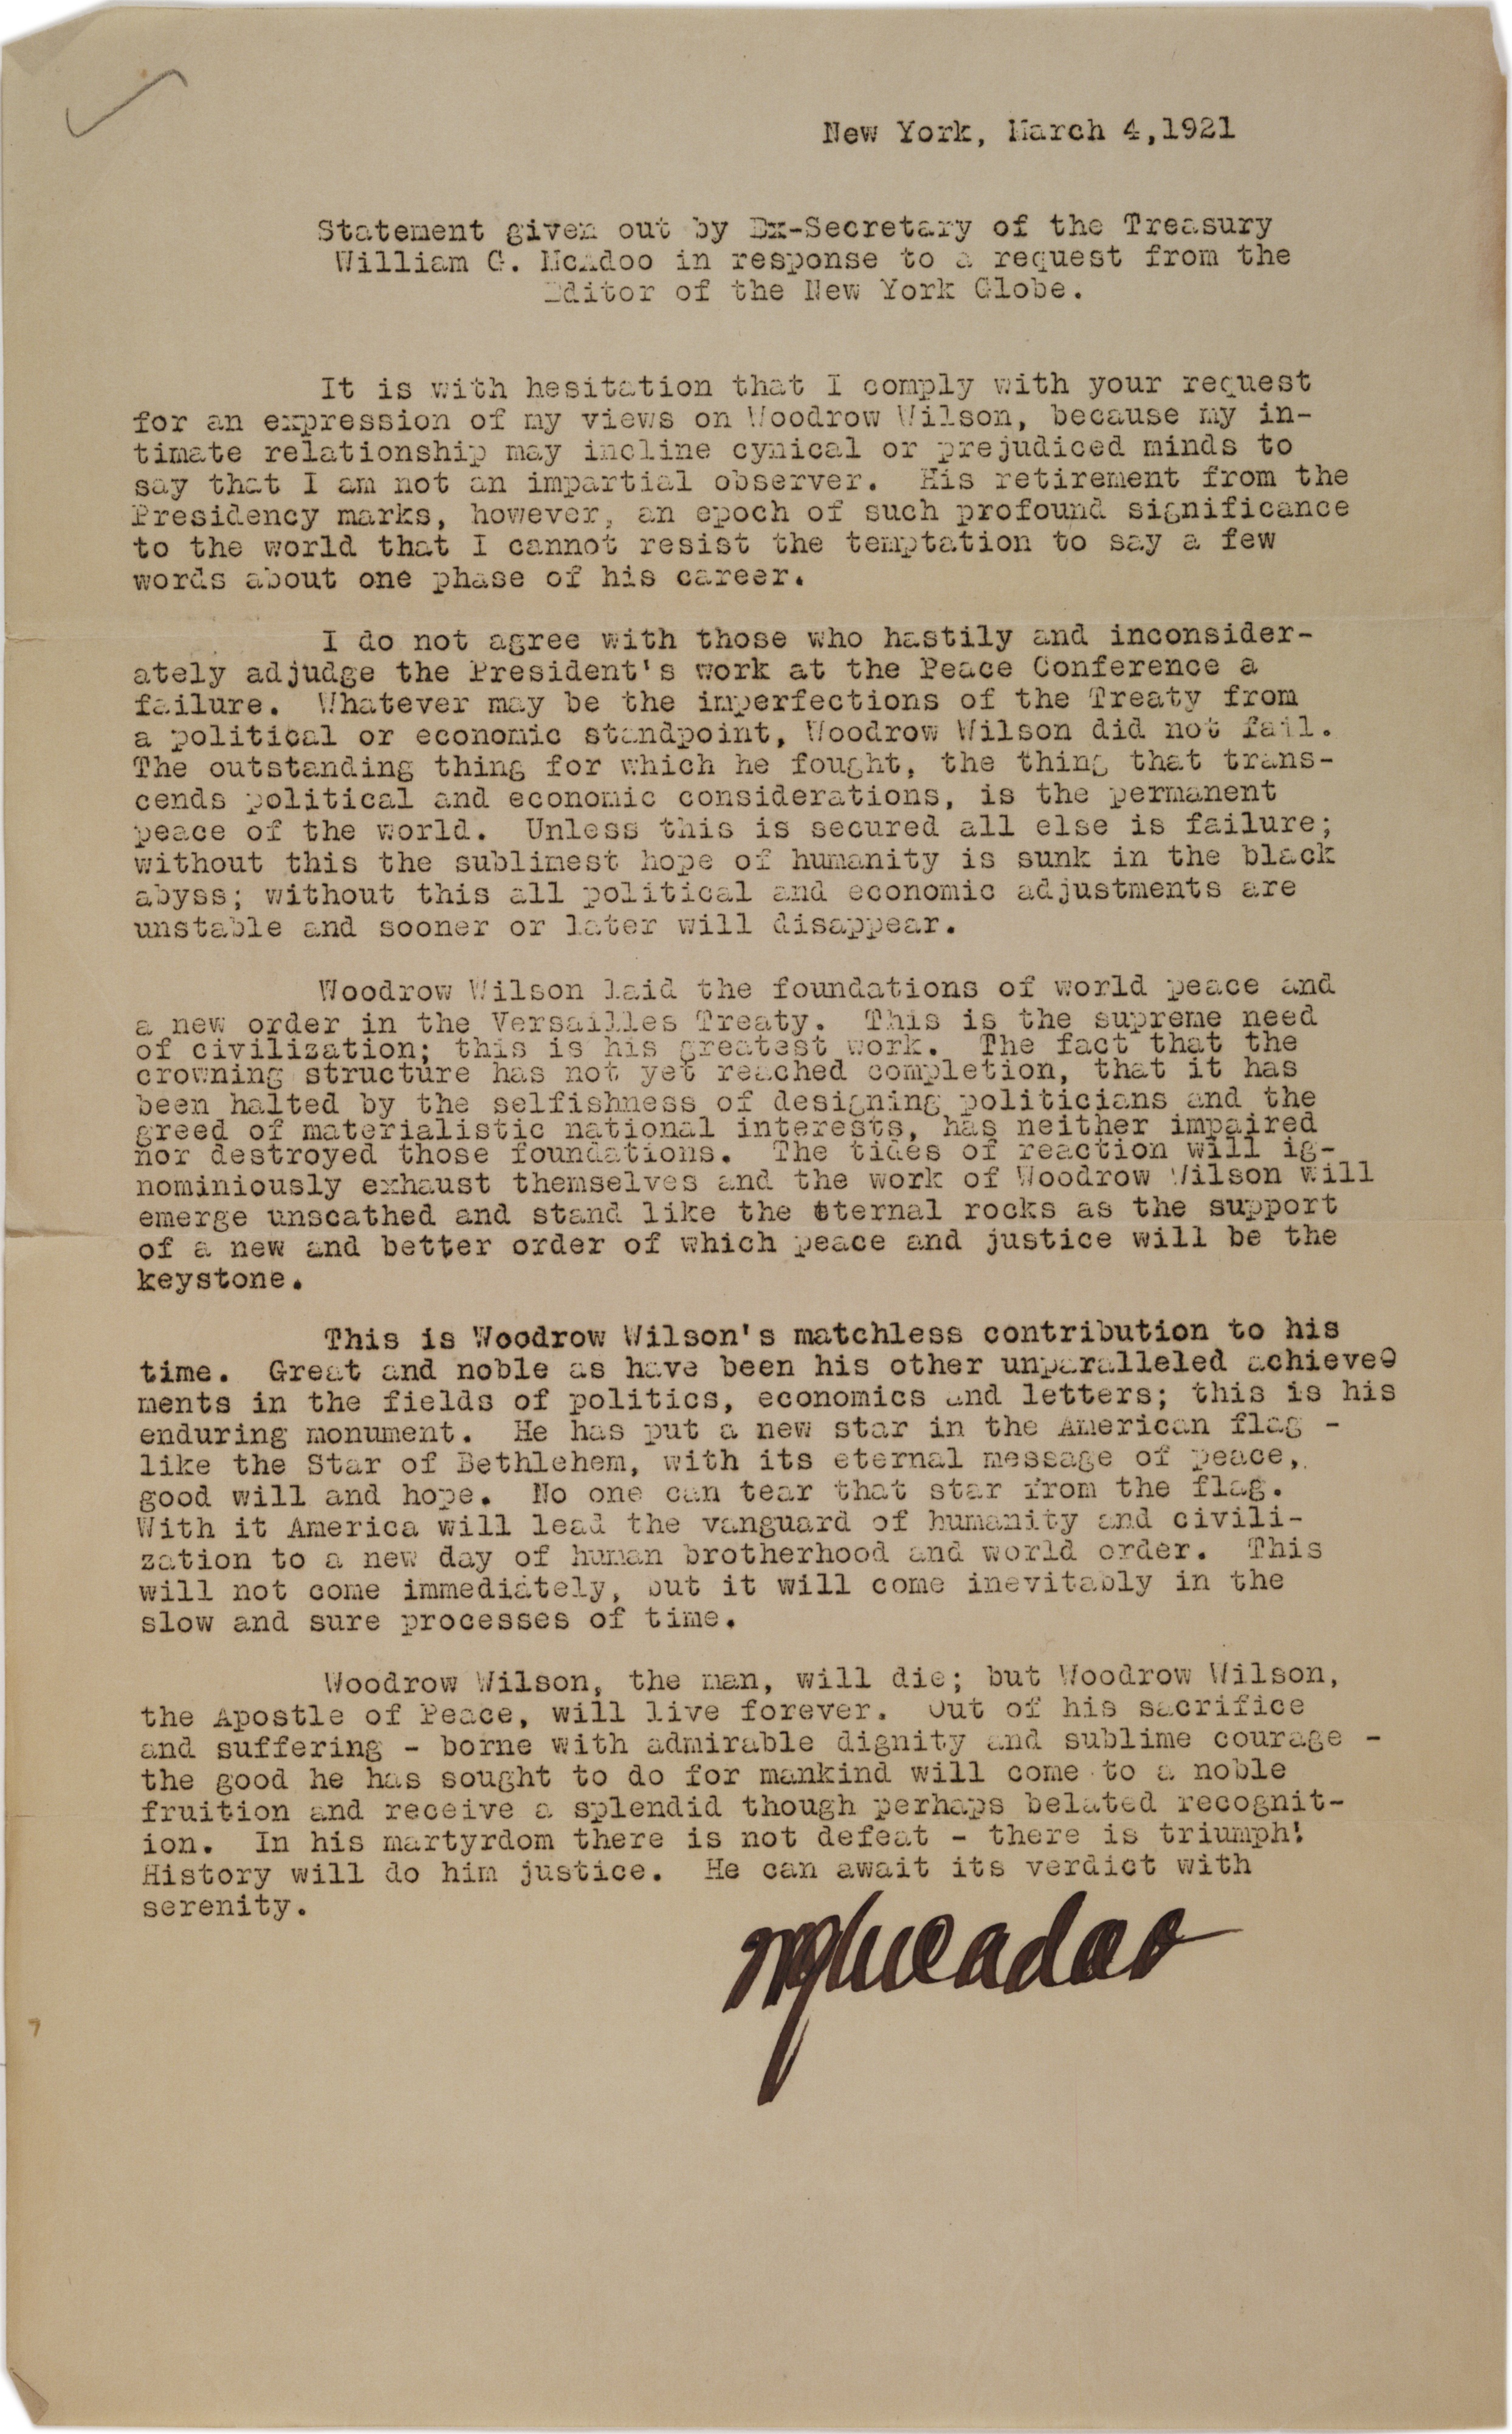 New York, March 4,1921
Statement given out by Ex-Secretary of the Treasury
William G. McAdoo in response to a request from the
Editor of the New York Globe.
It is with hesitation that I comply with your request
for an expression of my views on Woodrow Wilson, because my in-
timate relationship may incline cynical or prejudiced minds to
say that I am not an impartial observer. His retirement from the
Presidency marks, however, an epoch of such profound significance
to the world that I cannot resist the temptation to say a few
words about one phase of his career.
I do not agree with those who hastily and inconsider-
ately adjudge the President's work at the Peace Conference a
failure. Whatever may be the imperfections of the Treaty from
a political or economic standpoint, Woodrow Wilson did not fail.
The outstanding thing for which he fought, the thing that trans-
cends political and economic considerations, is the permanent
peace of the world. Unless this is secured all else is failure;
without this the sublimest hope of humanity is sunk in the black
abyss; without this all political and economic adjustments are
unstable and sooner or later will disappear.
Woodrow Wilson laid the foundations of world peace and
a new order in the Versailles Treaty. This is the supreme need
of civilization; this is his greatest work. The fact that the
crowning structure has not yet reached completion, that it has
been halted by the selfishness of designing politicians and the
greed of materialistic national interests, has neither impaired
nor destroyed those foundations. The tides of reaction will ig-
nominiously exhaust themselves and the work of Woodrow Wilson will
emerge unscathed and stand like the eternal rocks as the support
of a new and better order of which peace and justice will be the
keystone.
This is Woodrow Wilson's matchless contribution to his
time. Great and noble as have been his other unparalleled achieve-
ments in the fields of politics, economics and letters; this is his
enduring monument. He has put a new star in the American flag -
like the Star of Bethlehem, with its eternal message of peace,
good will and hope. No one can tear that star from the flag.
With it America will lead the vanguard of humanity and civili-
zation to a new day of human brotherhood and world order. This
will not come immediately, but it will come inevitably in the
slow and sure processes of time.
Woodrow Wilson, the man, will die; but Woodrow Wilson,
the Apostle of Peace, will live forever. Out of his sacrifice
and suffering - borne with admirable dignity and sublime courage -
the good he has sought to do for mankind will come to a noble
fruition and receive a splendid though perhaps belated recognit-
ion. In his martyrdom there is not defeat - there is triumph!
History will do him justice. He can await its verdict with
serenity.
WGMcAdoo